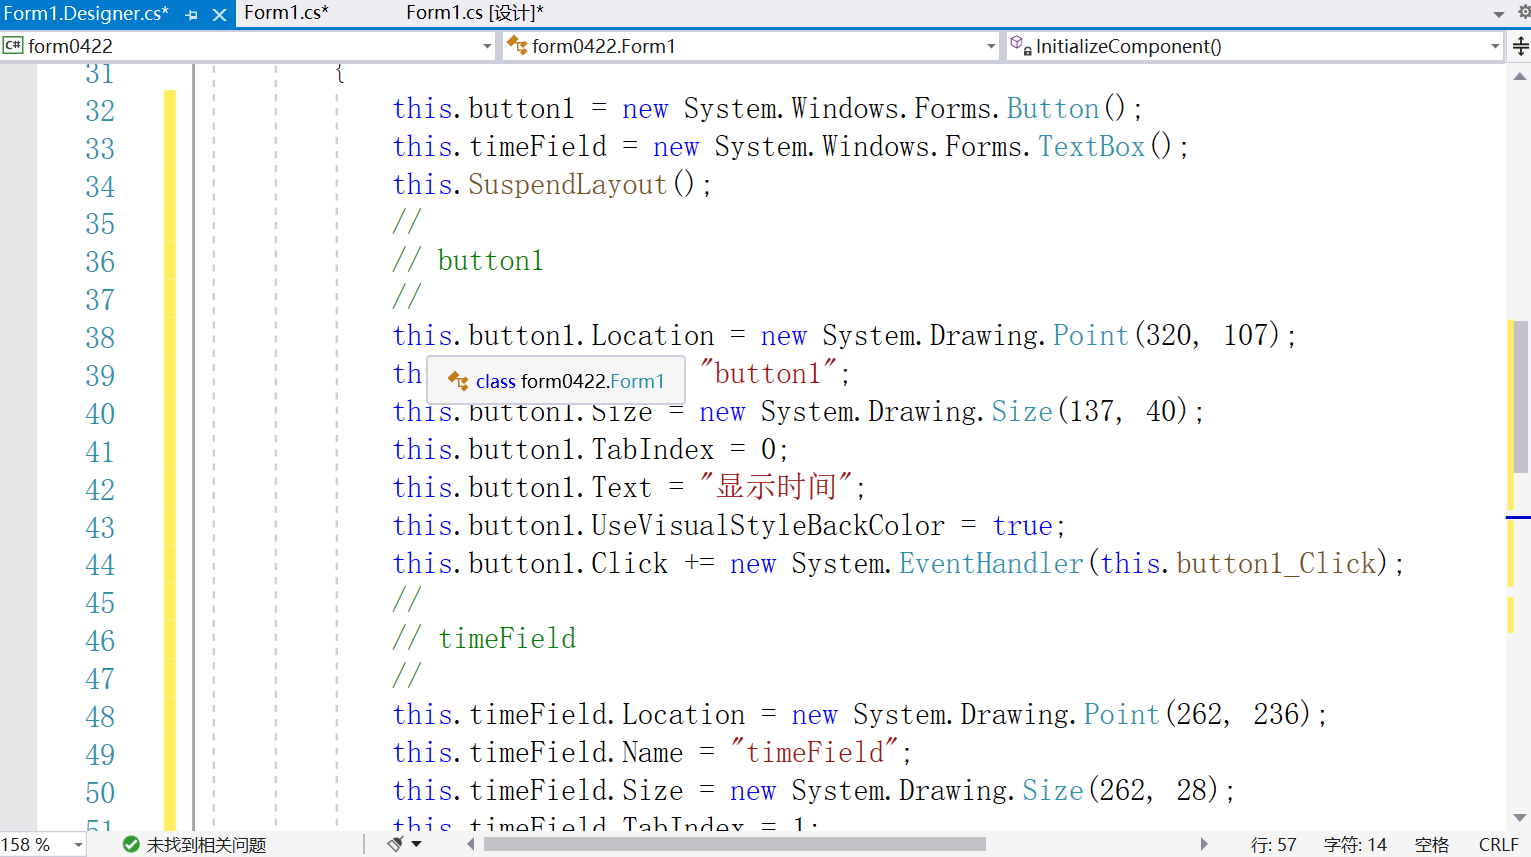 Form1.Designer.cs* Form1.cs* Form1.cs [设计]*
C# form0422 form0422.Form1 InitializeComponent()
31 {
32 this.button1 = new System.Windows.Forms.Button();
33 this.timeField = new System.Windows.Forms.TextBox();
34 this.SuspendLayout();
35 //
36 // button1
37 //
38 this.button1.Location = new System.Drawing.Point(320, 107);
39 th "button1";
class form0422.Form1
40 this.button1.Size = new System.Drawing.Size(137, 40);
41 this.button1.TabIndex = 0;
42 this.button1.Text = "显示时间";
43 this.button1.UseVisualStyleBackColor = true;
44 this.button1.Click += new System.EventHandler(this.button1_Click);
45 //
46 // timeField
47 //
48 this.timeField.Location = new System.Drawing.Point(262, 236);
49 this.timeField.Name = "timeField";
50 this.timeField.Size = new System.Drawing.Size(262, 28);
51 this.timeField.TabIndex = 1;
158 % 未找到相关问题 行: 57 字符: 14 空格 CRLF